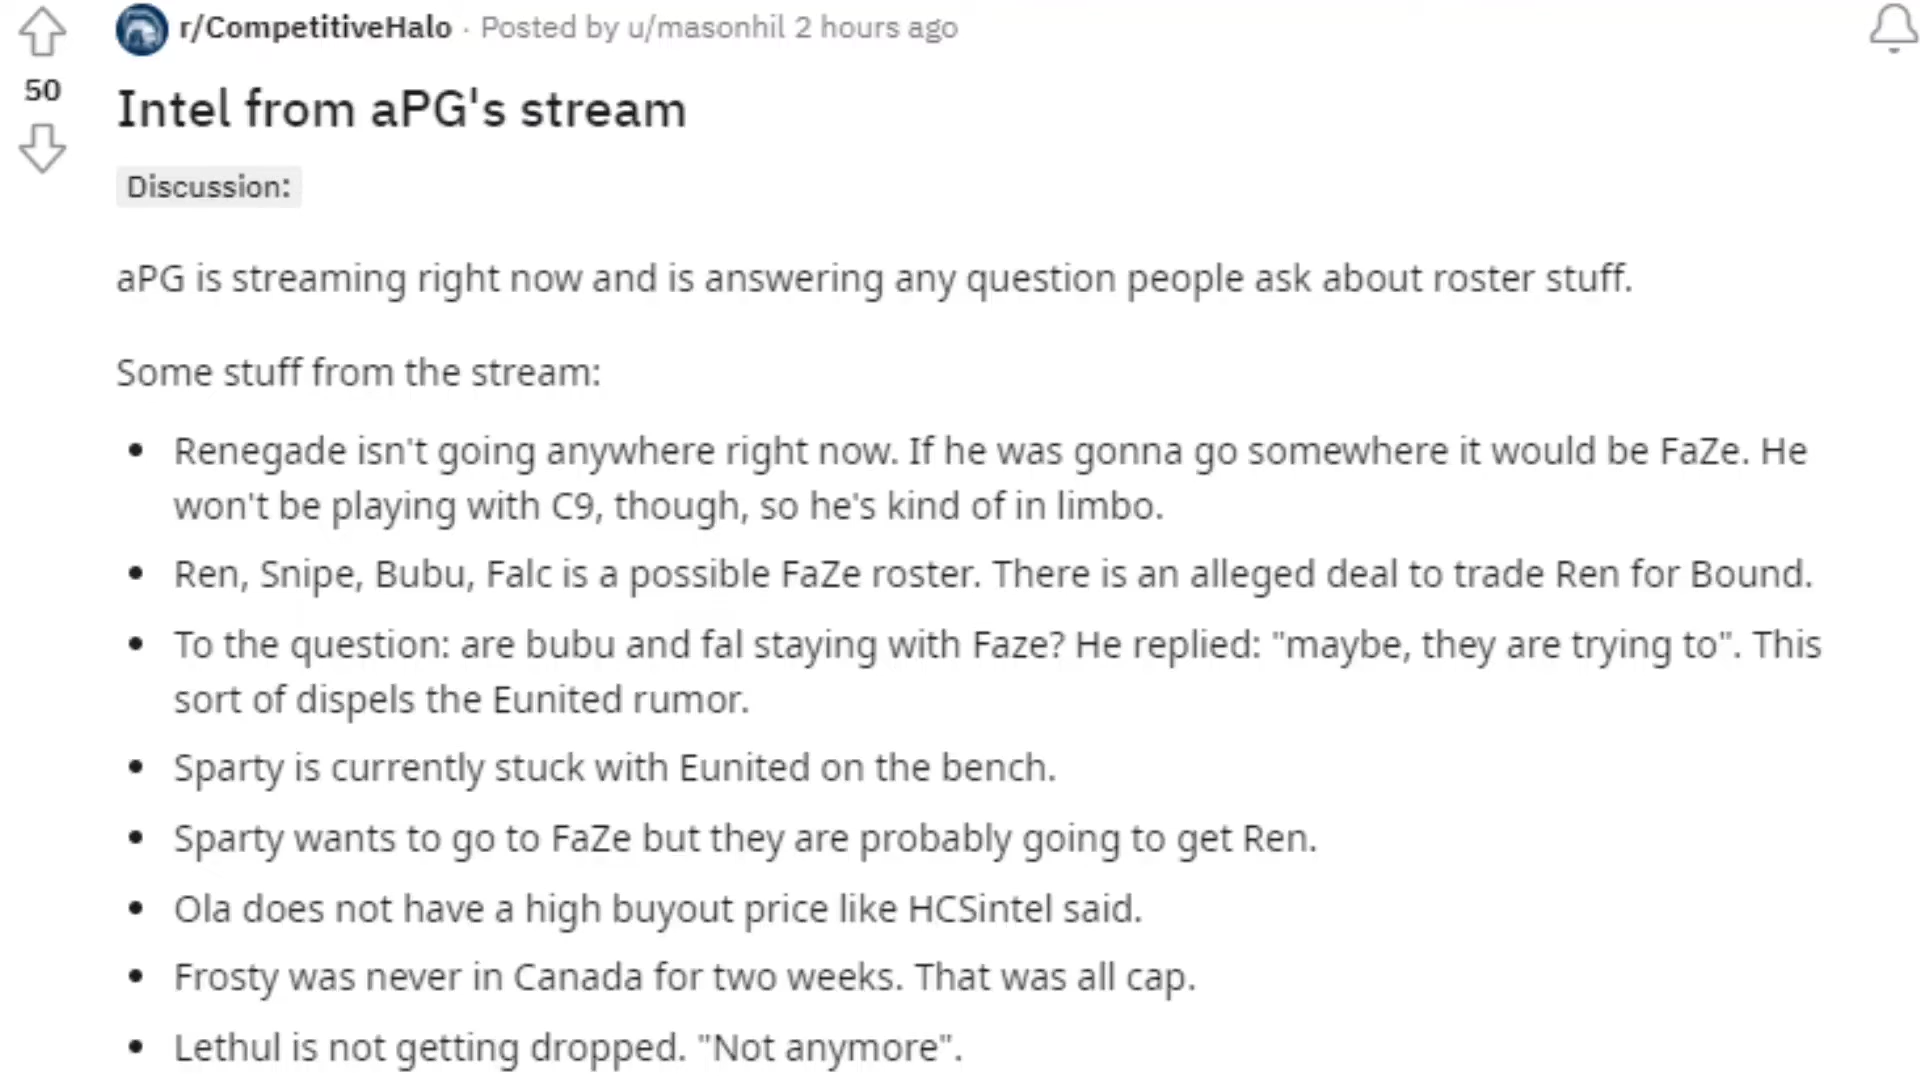 r/CompetitiveHalo · Posted by u/masonhil 2 hours ago
50
Intel from aPG's stream
Discussion:
aPG is streaming right now and is answering any question people ask about roster stuff.
Some stuff from the stream:
• Renegade isn't going anywhere right now. If he was gonna go somewhere it would be FaZe. He
won't be playing with C9, though, so he's kind of in limbo.
• Ren, Snipe, Bubu, Falc is a possible FaZe roster. There is an alleged deal to trade Ren for Bound.
• To the question: are bubu and fal staying with Faze? He replied: "maybe, they are trying to". This
sort of dispels the Eunited rumor.
• Sparty is currently stuck with Eunited on the bench.
• Sparty wants to go to FaZe but they are probably going to get Ren.
• Ola does not have a high buyout price like HCSintel said.
• Frosty was never in Canada for two weeks. That was all cap.
• Lethul is not getting dropped. "Not anymore".